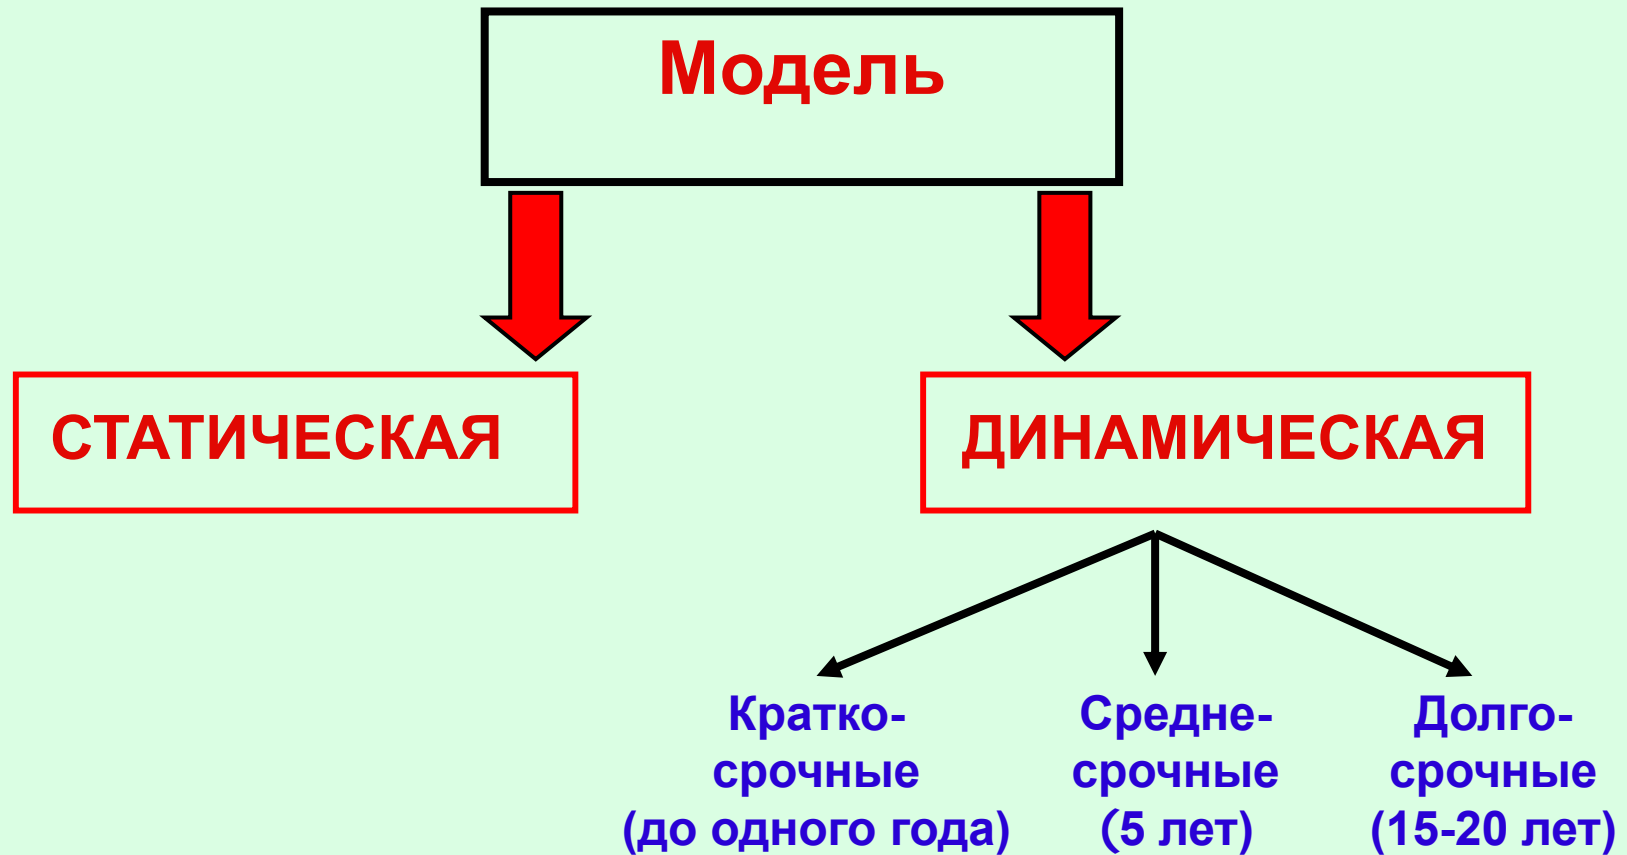 Модель
СТАТИЧЕСКАЯ
ДИНАМИЧЕСКАЯ
Кратко-
срочные
(до одного года)
Средне-
срочные
(5 лет)
Долго-
срочные
(15-20 лет)